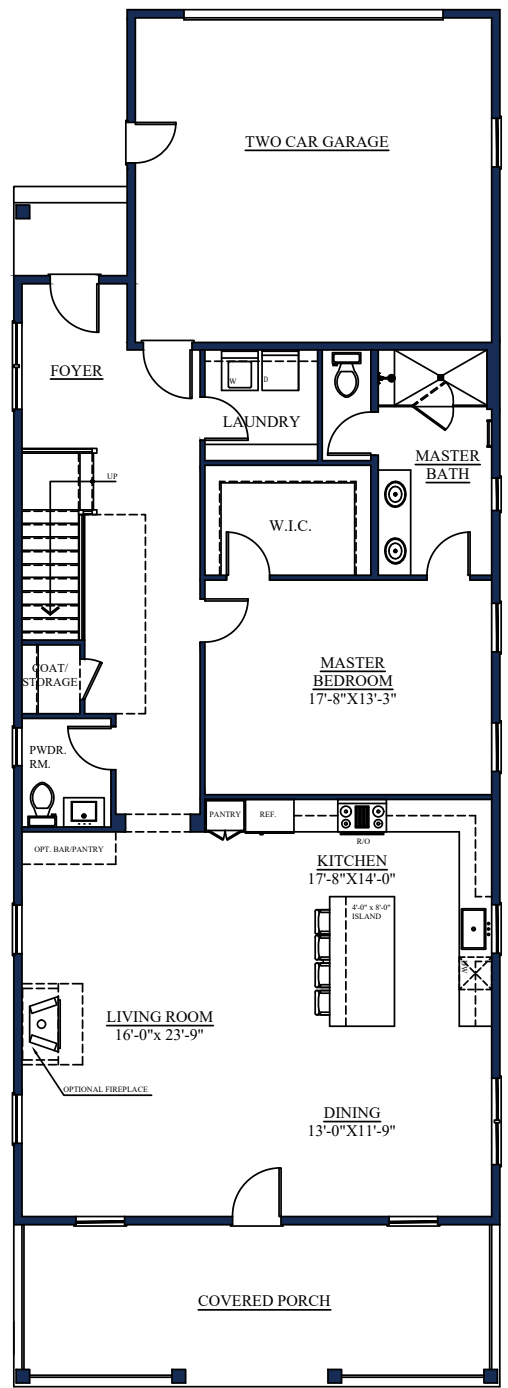 TWO CAR GARAGE
FOYER
W
D
LAUNDRY
MASTER
BATH
UP
W.I.C.
COAT/
STORAGE
MASTER
BEDROOM
17'-8"X13'-3"
PWDR.
RM.
PANTRY
REF.
R/O
OPT. BAR/PANTRY
KITCHEN
17'-8"X14'-0"
4'-0" x 8'-0"
ISLAND
DW
LIVING ROOM
16'-0"x 23'-9"
OPTIONAL FIREPLACE
DINING
13'-0"X11'-9"
COVERED PORCH